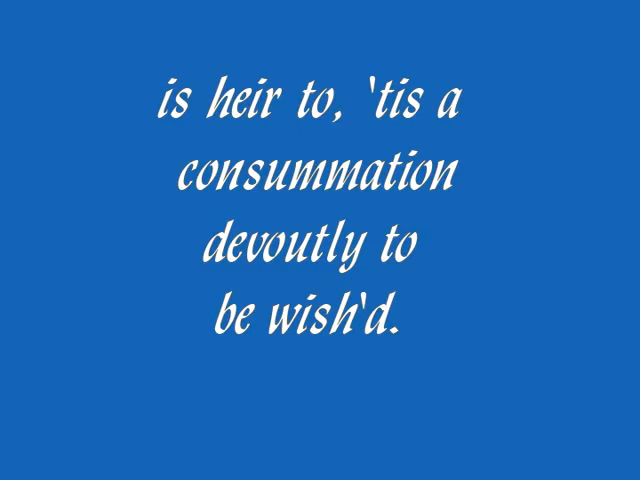 is heir to, 'tis a
consummation
devoutly to
be wish'd.